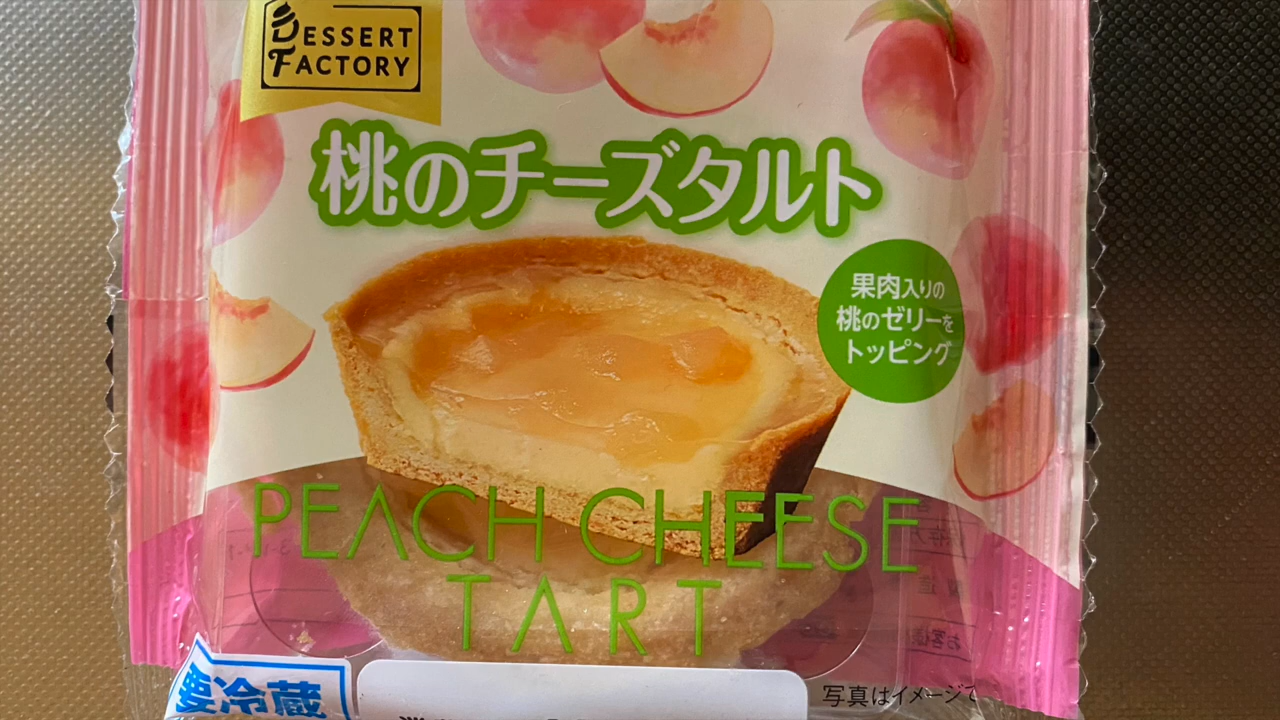 DESSERT
FACTORY
桃のチーズタルト
果肉入りの
桃のゼリーを
トッピング
PEACH CHEESE
TART
要冷蔵
写真はイメージで